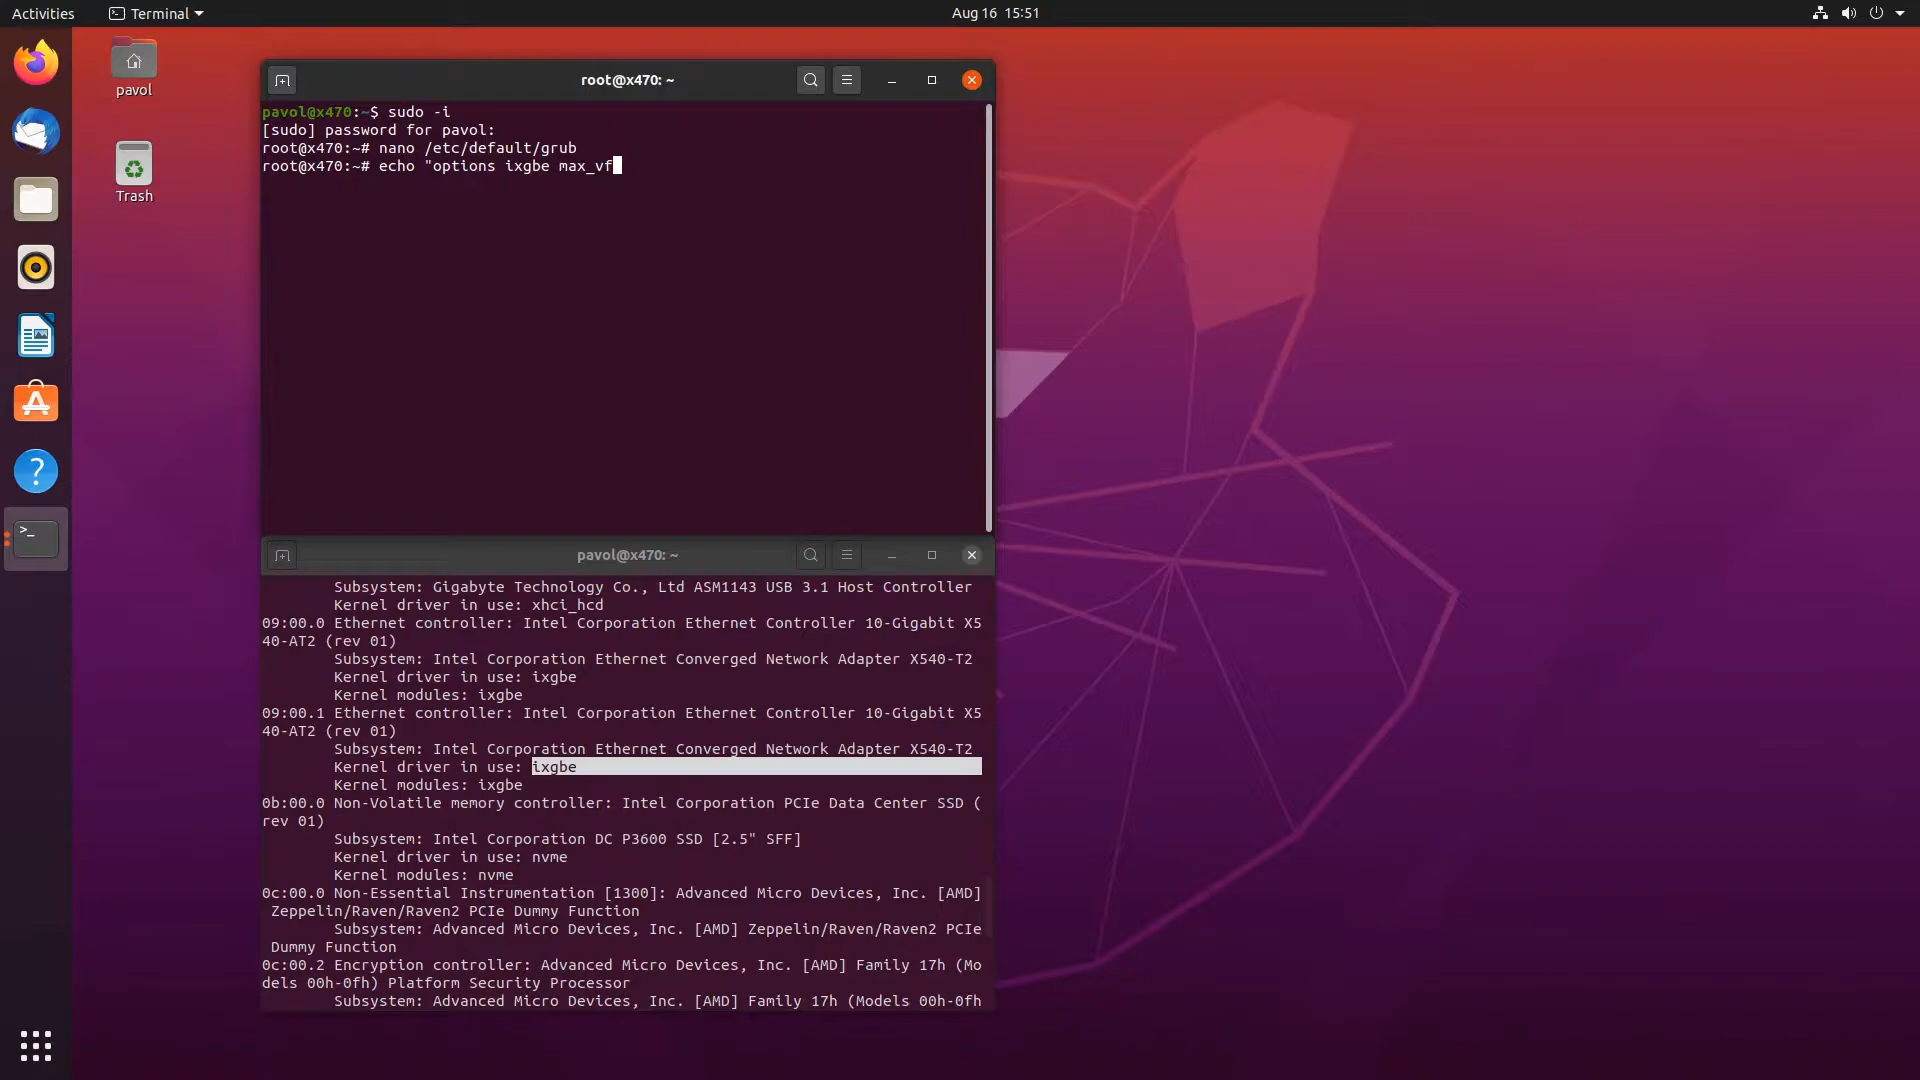 Activities
Terminal
Aug 16 15:51
pavol
Trash
root@x470: ~
pavol@x470:~$ sudo -i
[sudo] password for pavol:
root@x470:~# nano /etc/default/grub
root@x470:~# echo "options ixgbe max_vf
pavol@x470: ~
Subsystem: Gigabyte Technology Co., Ltd ASM1143 USB 3.1 Host Controller
Kernel driver in use: xhci_hcd
09:00.0 Ethernet controller: Intel Corporation Ethernet Controller 10-Gigabit X5
40-AT2 (rev 01)
Subsystem: Intel Corporation Ethernet Converged Network Adapter X540-T2
Kernel driver in use: ixgbe
Kernel modules: ixgbe
09:00.1 Ethernet controller: Intel Corporation Ethernet Controller 10-Gigabit X5
40-AT2 (rev 01)
Subsystem: Intel Corporation Ethernet Converged Network Adapter X540-T2
Kernel driver in use: ixgbe
Kernel modules: ixgbe
0b:00.0 Non-Volatile memory controller: Intel Corporation PCIe Data Center SSD (
rev 01)
Subsystem: Intel Corporation DC P3600 SSD [2.5" SFF]
Kernel driver in use: nvme
Kernel modules: nvme
0c:00.0 Non-Essential Instrumentation [1300]: Advanced Micro Devices, Inc. [AMD]
Zeppelin/Raven/Raven2 PCIe Dummy Function
Subsystem: Advanced Micro Devices, Inc. [AMD] Zeppelin/Raven/Raven2 PCIe
Dummy Function
0c:00.2 Encryption controller: Advanced Micro Devices, Inc. [AMD] Family 17h (Mo
dels 00h-0fh) Platform Security Processor
Subsystem: Advanced Micro Devices, Inc. [AMD] Family 17h (Models 00h-0fh